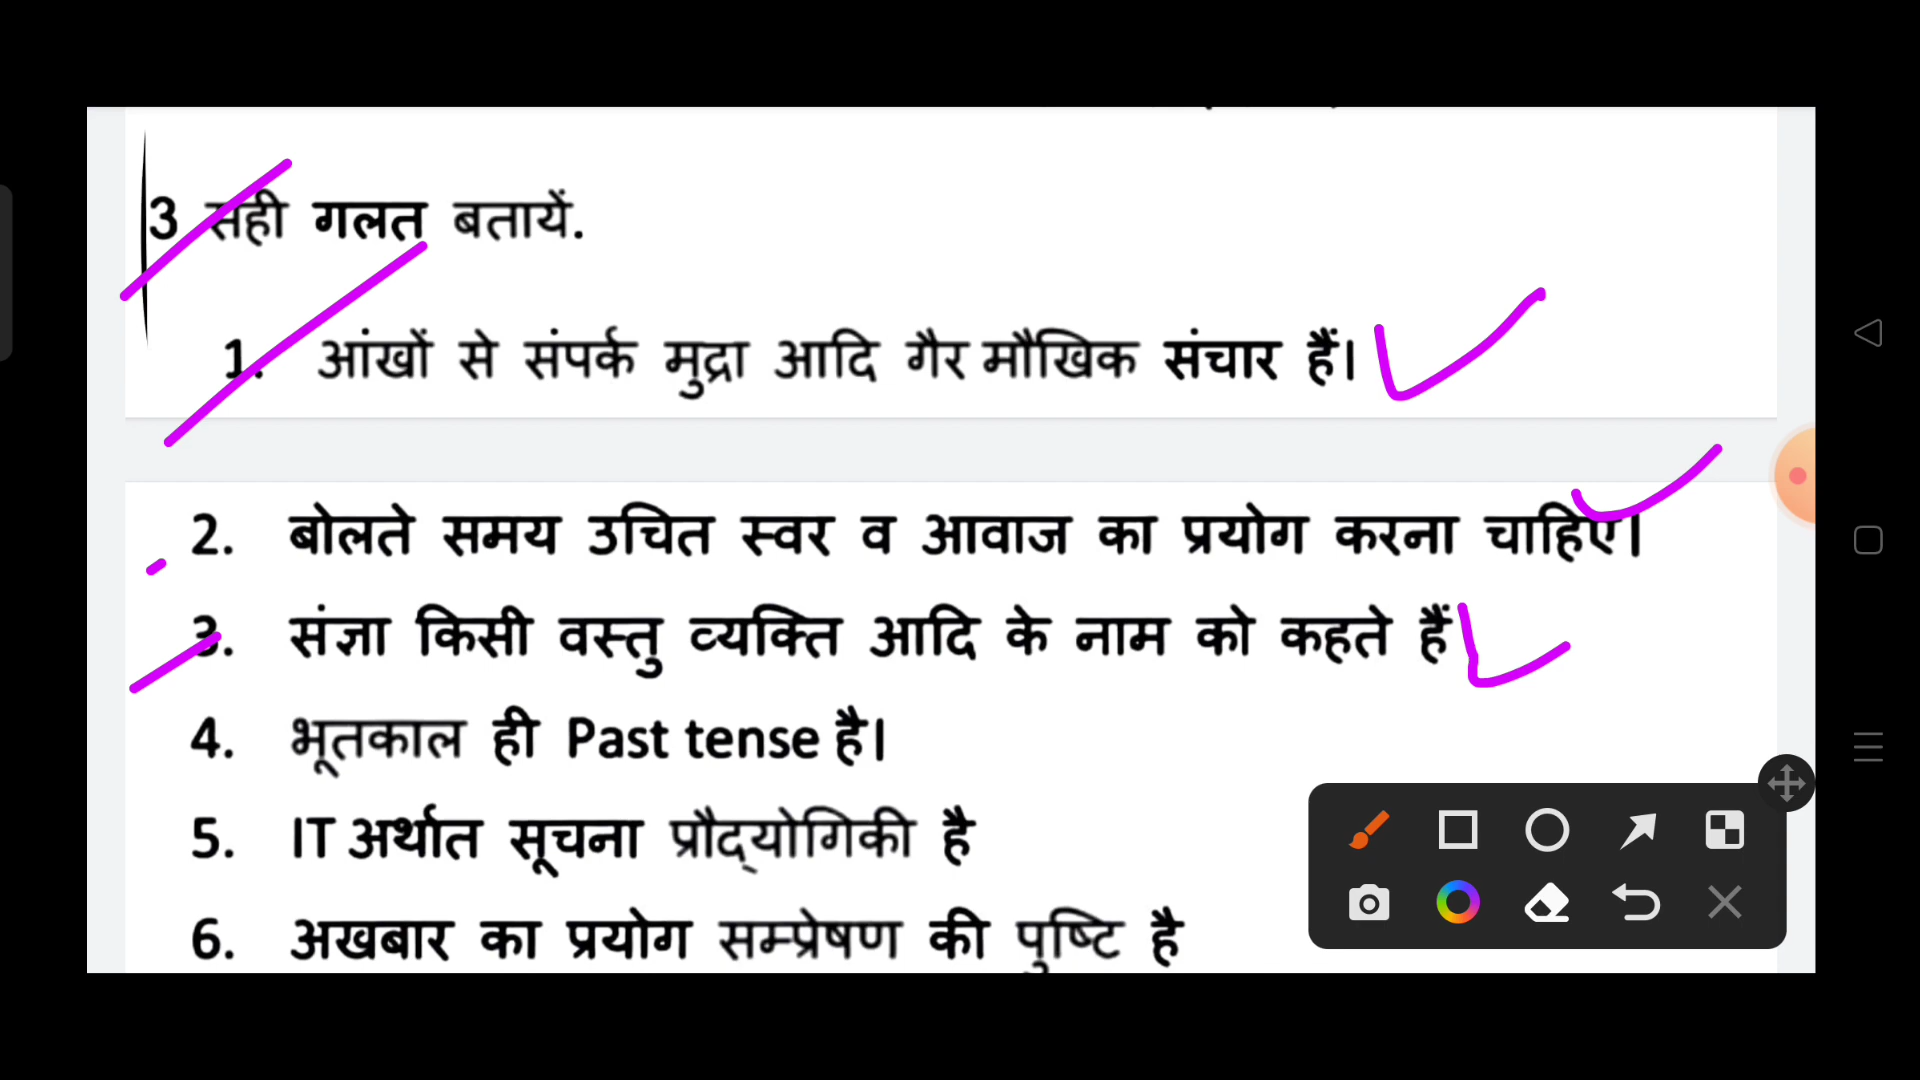 3 सही गलत बतायें.
1. आंखों से संपर्क मुद्रा आदि गैर मौखिक संचार हैं।
2. बोलते समय उचित स्वर व आवाज का प्रयोग करना चाहिए।
3. संज्ञा किसी वस्तु व्यक्ति आदि के नाम को कहते हैं
4. भूतकाल ही Past tense है।
5. IT अर्थात सूचना प्रौद्योगिकी है
6. अखबार का प्रयोग सम्प्रेषण की पुष्टि है